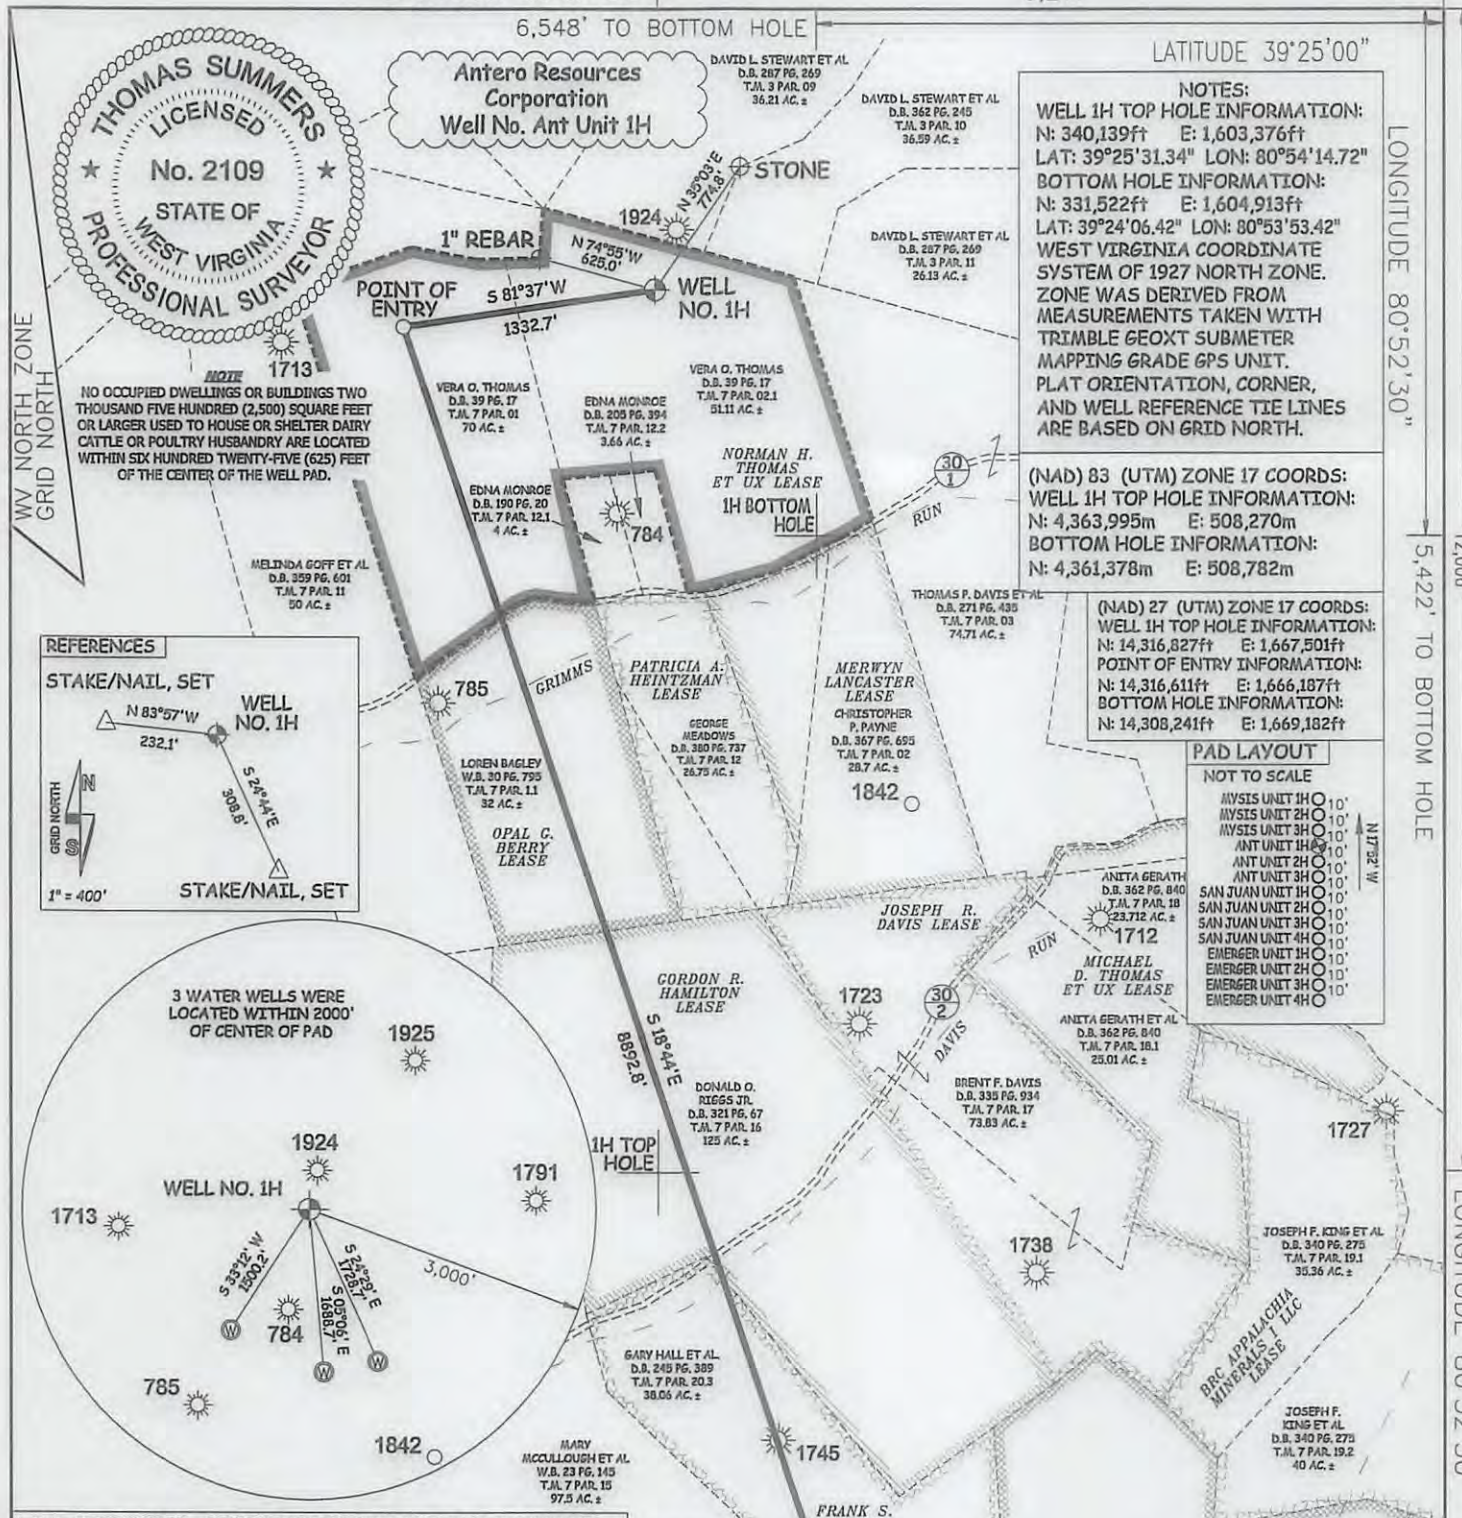 6,548' TO BOTTOM HOLE
LATITUDE 39°25'00"
THOMAS SUMMERS
LICENSED
No. 2109
STATE OF
WEST VIRGINIA
PROFESSIONAL SURVEYOR
Antero Resources
Corporation
Well No. Ant Unit 1H
DAVID L. STEWART ET AL
D.B. 287 PG. 269
T.M. 3 PAR. 09
36.21 AC. ±
DAVID L. STEWART ET AL
D.B. 362 PG. 245
T.M. 3 PAR. 10
36.59 AC. ±
STONE
N 35°03'E
774.8'
1924
DAVID L. STEWART ET AL
D.B. 287 PG. 269
T.M. 3 PAR. 11
26.13 AC. ±
1" REBAR
N 74°55'W
625.0'
POINT OF
ENTRY
S 81°37'W
1332.7'
WELL
NO. 1H
NOTES:
WELL 1H TOP HOLE INFORMATION:
N: 340,139ft E: 1,603,376ft
LAT: 39°25'31.34" LON: 80°54'14.72"
BOTTOM HOLE INFORMATION:
N: 331,522ft E: 1,604,913ft
LAT: 39°24'06.42" LON: 80°53'53.42"
WEST VIRGINIA COORDINATE
SYSTEM OF 1927 NORTH ZONE.
ZONE WAS DERIVED FROM
MEASUREMENTS TAKEN WITH
TRIMBLE GEOXT SUBMETER
MAPPING GRADE GPS UNIT.
PLAT ORIENTATION, CORNER,
AND WELL REFERENCE TIE LINES
ARE BASED ON GRID NORTH.
LONGITUDE 80°52'30"
(NAD) 83 (UTM) ZONE 17 COORDS:
WELL 1H TOP HOLE INFORMATION:
N: 4,363,995m E: 508,270m
BOTTOM HOLE INFORMATION:
N: 4,361,378m E: 508,782m
(NAD) 27 (UTM) ZONE 17 COORDS:
WELL 1H TOP HOLE INFORMATION:
N: 14,316,827ft E: 1,667,501ft
POINT OF ENTRY INFORMATION:
N: 14,316,611ft E: 1,666,187ft
BOTTOM HOLE INFORMATION:
N: 14,308,241ft E: 1,669,182ft
5,422' TO BOTTOM HOLE
WV NORTH ZONE
GRID NORTH
1713
NOTE
NO OCCUPIED DWELLINGS OR BUILDINGS TWO
THOUSAND FIVE HUNDRED (2,500) SQUARE FEET
OR LARGER USED TO HOUSE OR SHELTER DAIRY
CATTLE OR POULTRY HUSBANDRY ARE LOCATED
WITHIN SIX HUNDRED TWENTY-FIVE (625) FEET
OF THE CENTER OF THE WELL PAD.
VERA O. THOMAS
D.B. 39 PG. 17
T.M. 7 PAR. 01
70 AC. ±
EDNA MONROE
D.B. 205 PG. 394
T.M. 7 PAR. 12.2
3.66 AC. ±
VERA O. THOMAS
D.B. 39 PG. 17
T.M. 7 PAR. 02.1
51.11 AC. ±
NORMAN H.
THOMAS
ET UX LEASE
1H BOTTOM
HOLE
30
1
RUN
EDNA MONROE
D.B. 190 PG. 20
T.M. 7 PAR. 12.1
4 AC. ±
784
MELINDA GOFF ET AL
D.B. 359 PG. 601
T.M. 7 PAR. 11
50 AC. ±
THOMAS P. DAVIS ET AL
D.B. 271 PG. 435
T.M. 7 PAR. 03
74.71 AC. ±
REFERENCES
STAKE/NAIL, SET
N 83°57'W
232.1'
WELL
NO. 1H
S 24°44'E
308.8'
GRID NORTH
N
S
1" = 400'
STAKE/NAIL, SET
785
GRIMMS
PATRICIA A.
HEINTZMAN
LEASE
MERWYN
LANCASTER
LEASE
GEORGE
MEADOWS
D.B. 380 PG. 737
T.M. 7 PAR. 12
26.75 AC. ±
CHRISTOPHER
P. PAYNE
D.B. 367 PG. 695
T.M. 7 PAR. 02
28.7 AC. ±
1842
LOREN BAGLEY
W.B. 30 PG. 795
T.M. 7 PAR. 1.1
32 AC. ±
OPAL G.
BERRY
LEASE
PAD LAYOUT
NOT TO SCALE
MYSIS UNIT 1H 10'
MYSIS UNIT 2H 10'
MYSIS UNIT 3H 10'
ANT UNIT 1H 10'
ANT UNIT 2H 10'
ANT UNIT 3H 10'
SAN JUAN UNIT 1H 10'
SAN JUAN UNIT 2H 10'
SAN JUAN UNIT 3H 10'
SAN JUAN UNIT 4H 10'
EMERGER UNIT 1H 10'
EMERGER UNIT 2H 10'
EMERGER UNIT 3H 10'
EMERGER UNIT 4H
N 17°52' W
ANITA GERATH
D.B. 362 PG. 840
T.M. 7 PAR. 18
23.712 AC. ±
1712
JOSEPH R.
DAVIS LEASE
RUN
MICHAEL
D. THOMAS
ET UX LEASE
ANITA GERATH ET AL
D.B. 362 PG. 840
T.M. 7 PAR. 18.1
25.01 AC. ±
GORDON R.
HAMILTON
LEASE
1723
30
2
DAVIS
S 18°44'E
8892.8'
DONALD O.
RIGGS JR.
D.B. 321 PG. 67
T.M. 7 PAR. 16
125 AC. ±
BRENT F. DAVIS
D.B. 335 PG. 934
T.M. 7 PAR. 17
73.83 AC. ±
1727
1H TOP
HOLE
3 WATER WELLS WERE
LOCATED WITHIN 2000'
OF CENTER OF PAD
1925
1924
WELL NO. 1H
1791
1713
3,000'
S 33°12' W
1500.2'
S 24°29' E
1728.7'
S 05°06' E
1688.7'
784
W
W
W
785
1842
1738
JOSEPH F. KING ET AL
D.B. 340 PG. 275
T.M. 7 PAR. 19.1
35.36 AC. ±
BRC APPALACHIA
MINERALS I LLC
LEASE
GARY HALL ET AL
D.B. 245 PG. 389
T.M. 7 PAR. 20.3
38.06 AC. ±
1745
JOSEPH F.
KING ET AL
D.B. 340 PG. 275
T.M. 7 PAR. 19.2
40 AC. ±
MARY
MCCULLOUGH ET AL
W.B. 23 PG. 145
T.M. 7 PAR. 15
97.5 AC. ±
FRANK S.